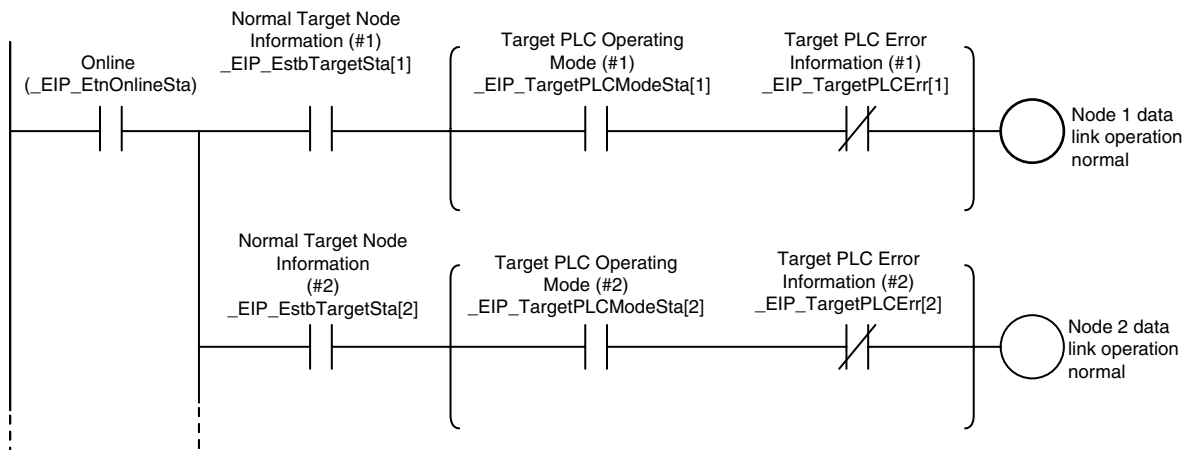 Online
(_EIP_EtnOnlineSta)
Normal Target Node
Information (#1)
_EIP_EstbTargetSta[1]
Target PLC Operating
Mode (#1)
_EIP_TargetPLCModeSta[1]
Target PLC Error
Information (#1)
_EIP_TargetPLCErr[1]
Node 1 data
link operation
normal
Normal Target Node
Information
(#2)
_EIP_EstbTargetSta[2]
Target PLC Operating
Mode (#2)
_EIP_TargetPLCModeSta[2]
Target PLC Error
Information (#2)
_EIP_TargetPLCErr[2]
Node 2 data
link operation
normal